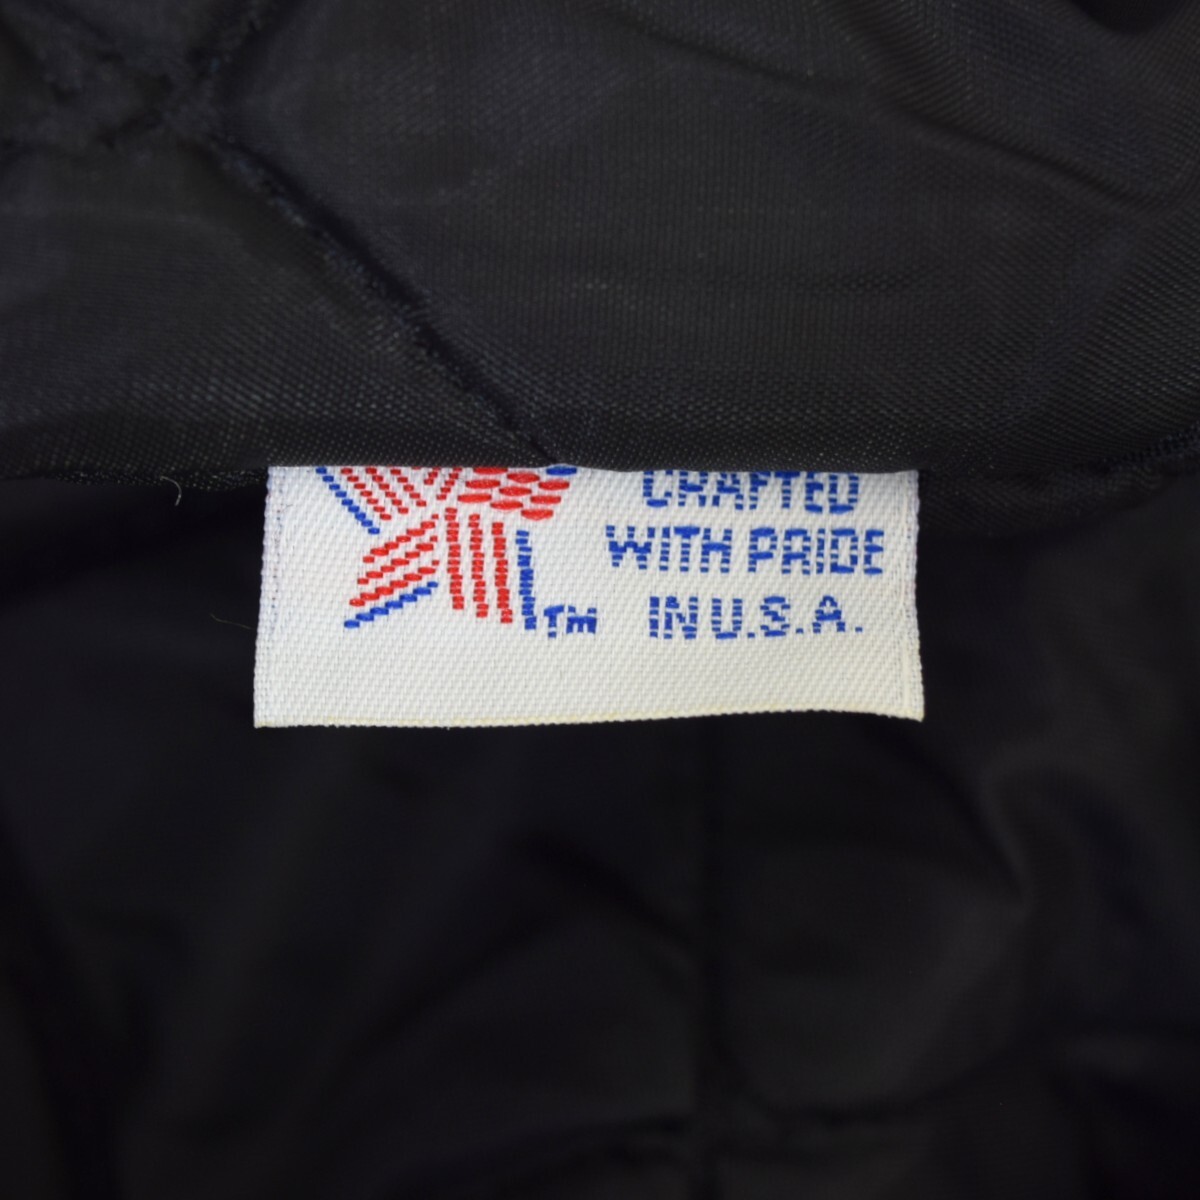 CRAFTED
WITH PRIDE
IN U.S.A.
TM